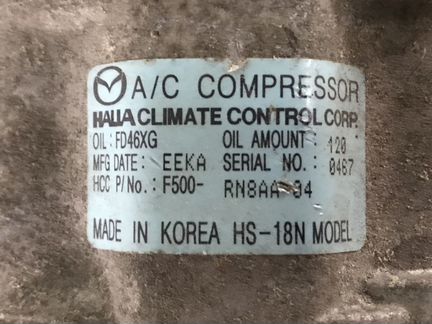 A/C COMPRESSOR
HALLA CLIMATE CONTROL CORP.
OIL: FD46XG OIL AMOUNT: 120
MFG DATE: EEKA SERIAL NO.: 0467
HCC P/No.: F500- RN8AA-04
MADE IN KOREA HS-18N MODEL